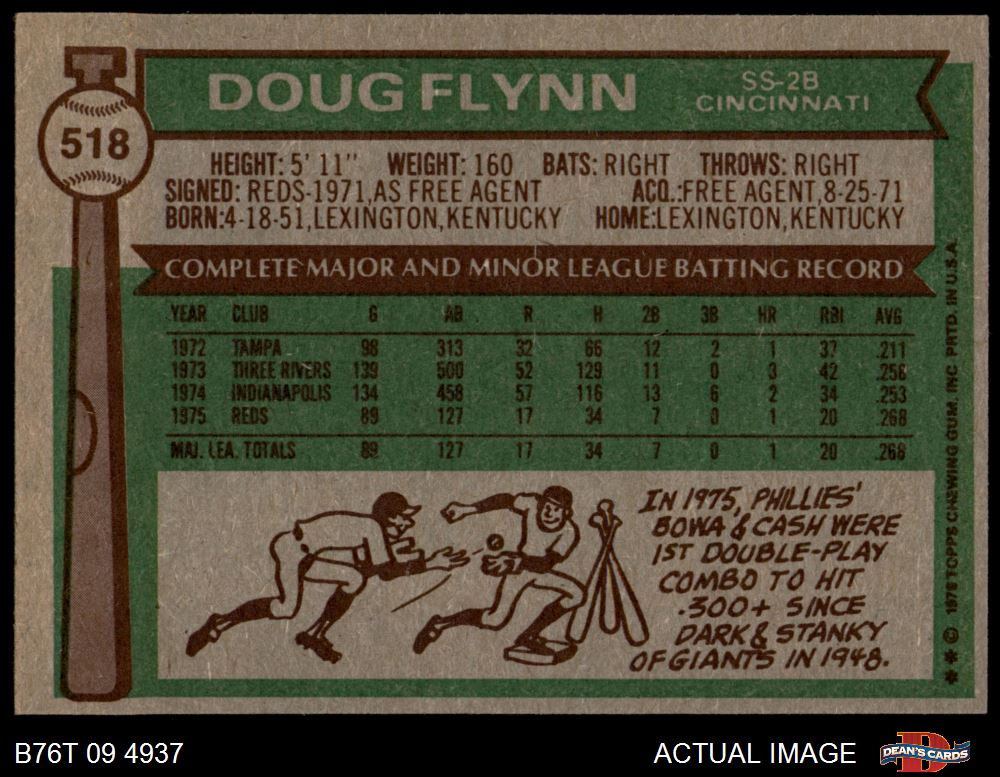 518
DOUG FLYNN
SS-2B
CINCINNATI
HEIGHT: 5' 11" WEIGHT: 160 BATS: RIGHT THROWS: RIGHT
SIGNED: REDS-1971, AS FREE AGENT ACQ.: FREE AGENT, 8-25-71
BORN: 4-18-51, LEXINGTON, KENTUCKY HOME: LEXINGTON, KENTUCKY
COMPLETE MAJOR AND MINOR LEAGUE BATTING RECORD
YEAR CLUB G AB R H 2B 3B HR RBI AVG
1972 TAMPA 98 313 32 66 12 2 1 37 .211
1973 THREE RIVERS 139 500 52 129 11 0 3 42 .258
1974 INDIANAPOLIS 134 458 57 116 13 6 2 34 .253
1975 REDS 89 127 17 34 7 0 1 20 .268
MAJ. LEA. TOTALS 89 127 17 34 7 0 1 20 .268
IN 1975, PHILLIES'
BOWA & CASH WERE
1ST DOUBLE-PLAY
COMBO TO HIT
.300+ SINCE
DARK & STANKY
OF GIANTS IN 1948.
** © 1976 TOPPS CHEWING GUM, INC PRTD. IN U.S.A.
B76T 09 4937
ACTUAL IMAGE
D
DEAN'S CARDS